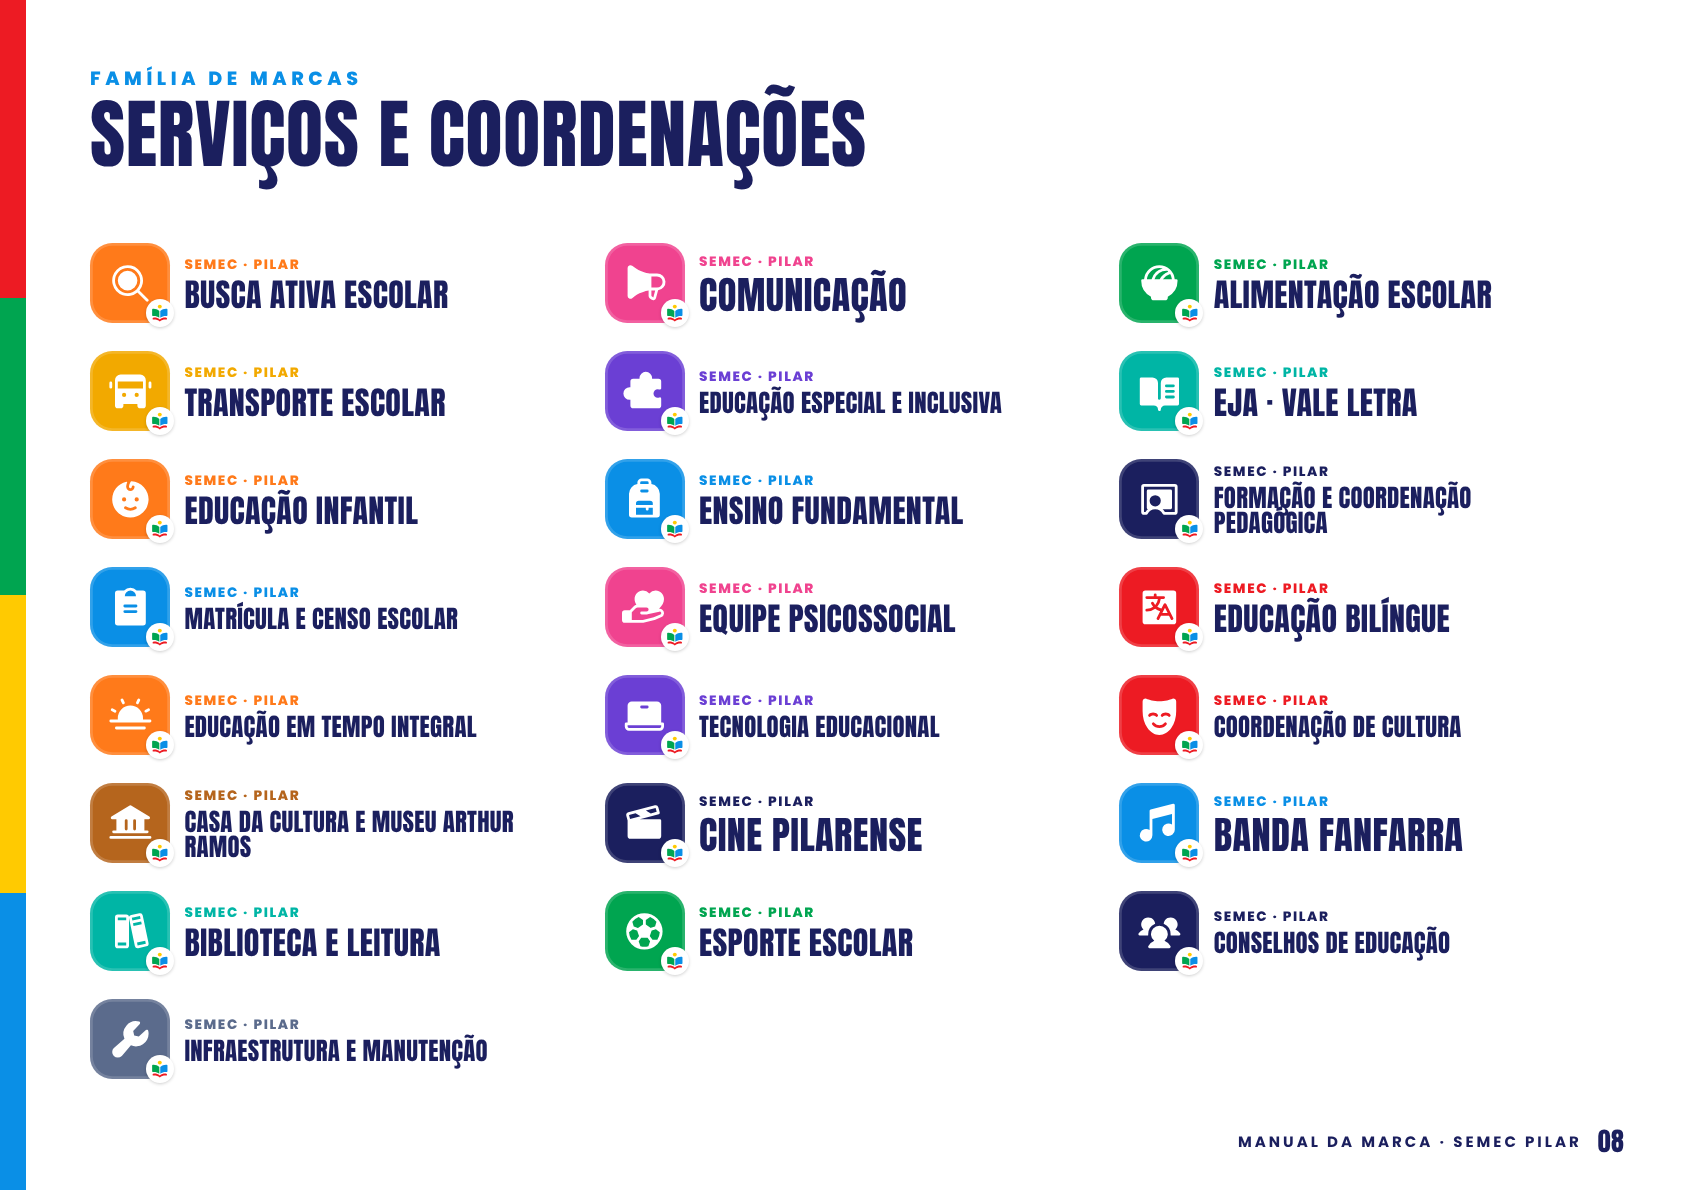 FAMÍLIA DE MARCAS
SERVIÇOS E COORDENAÇÕES
SEMEC · PILAR
BUSCA ATIVA ESCOLAR
SEMEC · PILAR
COMUNICAÇÃO
SEMEC · PILAR
ALIMENTAÇÃO ESCOLAR
SEMEC · PILAR
TRANSPORTE ESCOLAR
SEMEC · PILAR
EDUCAÇÃO ESPECIAL E INCLUSIVA
SEMEC · PILAR
EJA · VALE LETRA
SEMEC · PILAR
EDUCAÇÃO INFANTIL
SEMEC · PILAR
ENSINO FUNDAMENTAL
SEMEC · PILAR
FORMAÇÃO E COORDENAÇÃO
PEDAGÓGICA
SEMEC · PILAR
MATRÍCULA E CENSO ESCOLAR
SEMEC · PILAR
EQUIPE PSICOSSOCIAL
SEMEC · PILAR
EDUCAÇÃO BILÍNGUE
SEMEC · PILAR
EDUCAÇÃO EM TEMPO INTEGRAL
SEMEC · PILAR
TECNOLOGIA EDUCACIONAL
SEMEC · PILAR
COORDENAÇÃO DE CULTURA
SEMEC · PILAR
CASA DA CULTURA E MUSEU ARTHUR
RAMOS
SEMEC · PILAR
CINE PILARENSE
SEMEC · PILAR
BANDA FANFARRA
SEMEC · PILAR
BIBLIOTECA E LEITURA
SEMEC · PILAR
ESPORTE ESCOLAR
SEMEC · PILAR
CONSELHOS DE EDUCAÇÃO
SEMEC · PILAR
INFRAESTRUTURA E MANUTENÇÃO
MANUAL DA MARCA · SEMEC PILAR 08